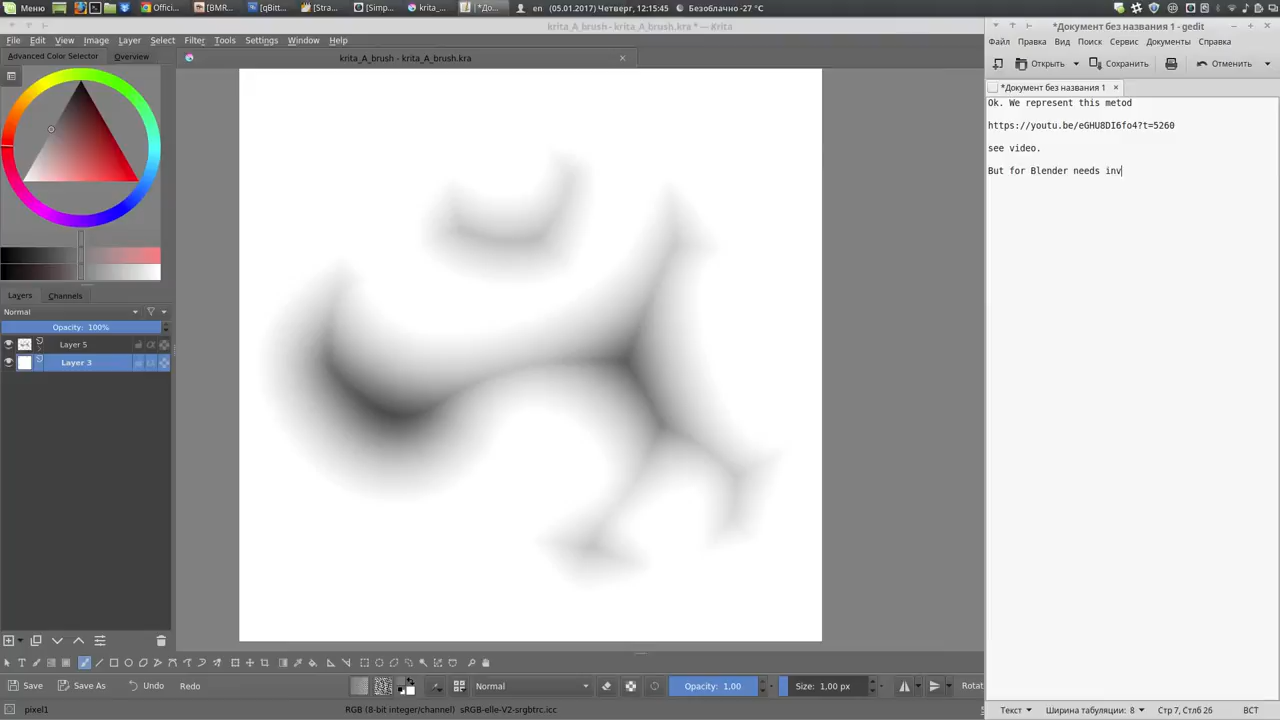 Меню
Offici...
[BMR...
[qBitt...
[Stra...
[Simp...
krita_...
*До...
en
(05.01.2017) Четверг, 12:15:45
Безоблачно -27 °C
krita_A_brush - krita_A_brush.kra * — Krita
*Документ без названия 1 - gedit
File Edit View Image Layer Select Filter Tools Settings Window Help
Файл Правка Вид Поиск Сервис Документы Справка
Advanced Color Selector Overview
krita_A_brush - krita_A_brush.kra
Открыть Сохранить Отменить
*Документ без названия 1
Ok. We represent this metod
https://youtu.be/eGHU8DI6fo4?t=5260
see video.
But for Blender needs inv
Layers Channels
Normal
Opacity: 100%
Layer 5
Layer 3
Save Save As Undo Redo
Normal
Opacity: 1,00
Size: 1,00 px
Rotat
pixel1
RGB (8-bit integer/channel) sRGB-elle-V2-srgbtrc.icc
Текст Ширина табуляции: 8 Стр 7, Стлб 26 ВСТ